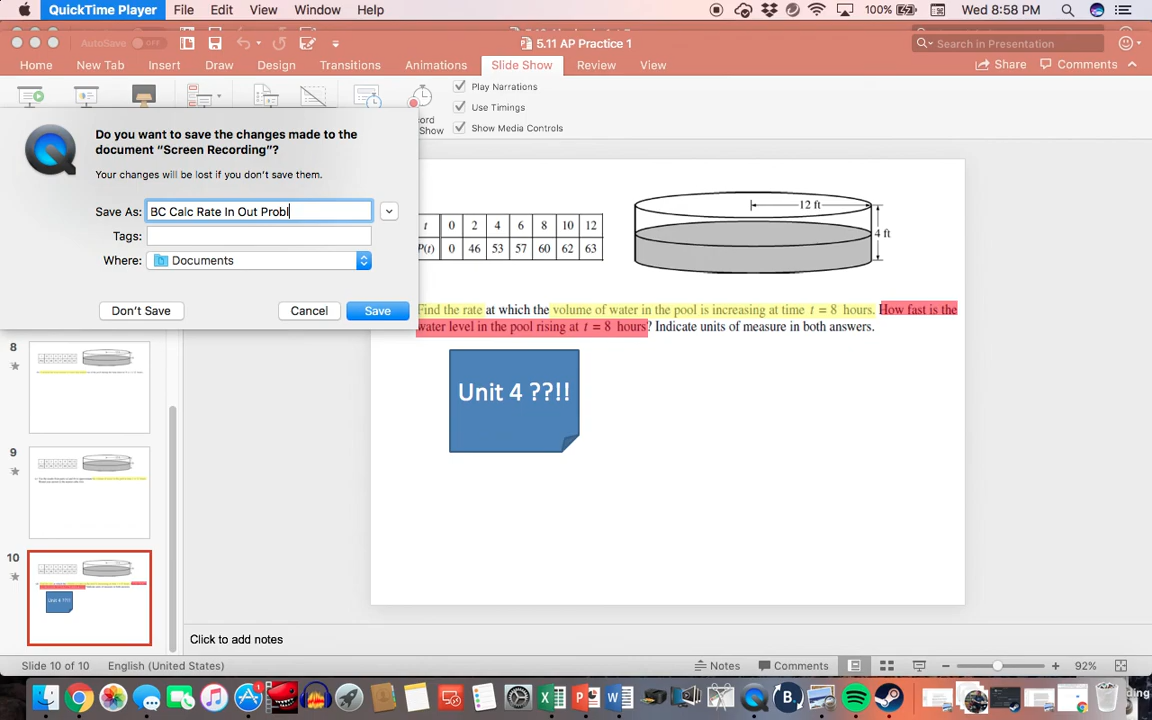 QuickTime Player File Edit View Window Help 100% Wed 8:58 PM
AutoSave OFF 5.11 AP Practice 1 Search in Presentation
Home New Tab Insert Draw Design Transitions Animations Slide Show Review View Share Comments
Play Narrations
Use Timings
Show Media Controls
ord
Show
Do you want to save the changes made to the
document “Screen Recording”?
Your changes will be lost if you don’t save them.
Save As: BC Calc Rate In Out Probl
Tags:
Where: Documents
Don’t Save Cancel Save
t 0 2 4 6 8 10 12
P(t) 0 46 53 57 60 62 63
12 ft
4 ft
Find the rate at which the volume of water in the pool is increasing at time t = 8 hours. How fast is the
water level in the pool rising at t = 8 hours? Indicate units of measure in both answers.
Unit 4 ??!!
8
9
10
Unit 4 ??!!
Click to add notes
Slide 10 of 10 English (United States) Notes Comments 92%